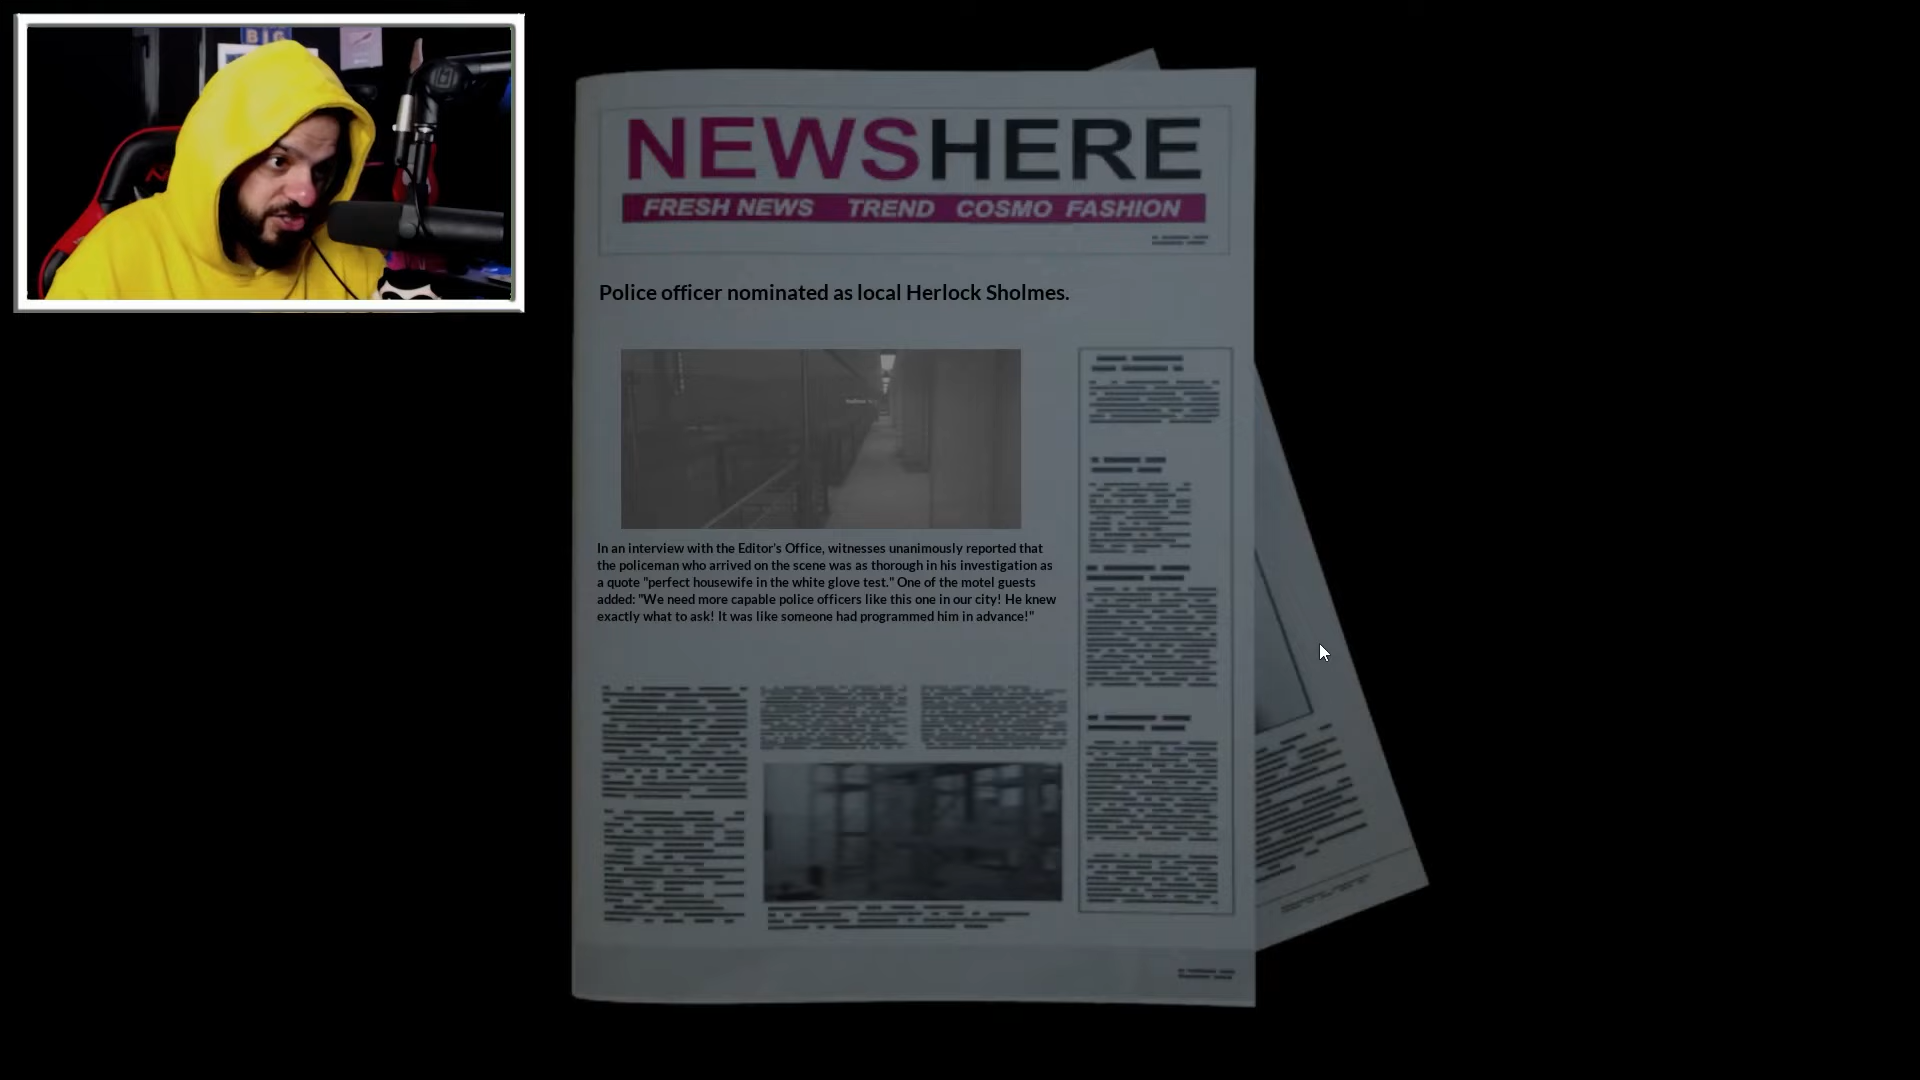 BIG
NEWSHERE
FRESH NEWS TREND COSMO FASHION
Police officer nominated as local Herlock Sholmes.
In an interview with the Editor's Office, witnesses unanimously reported that
the policeman who arrived on the scene was as thorough in his investigation as
a quote "perfect housewife in the white glove test." One of the motel guests
added: "We need more capable police officers like this one in our city! He knew
exactly what to ask! It was like someone had programmed him in advance!"